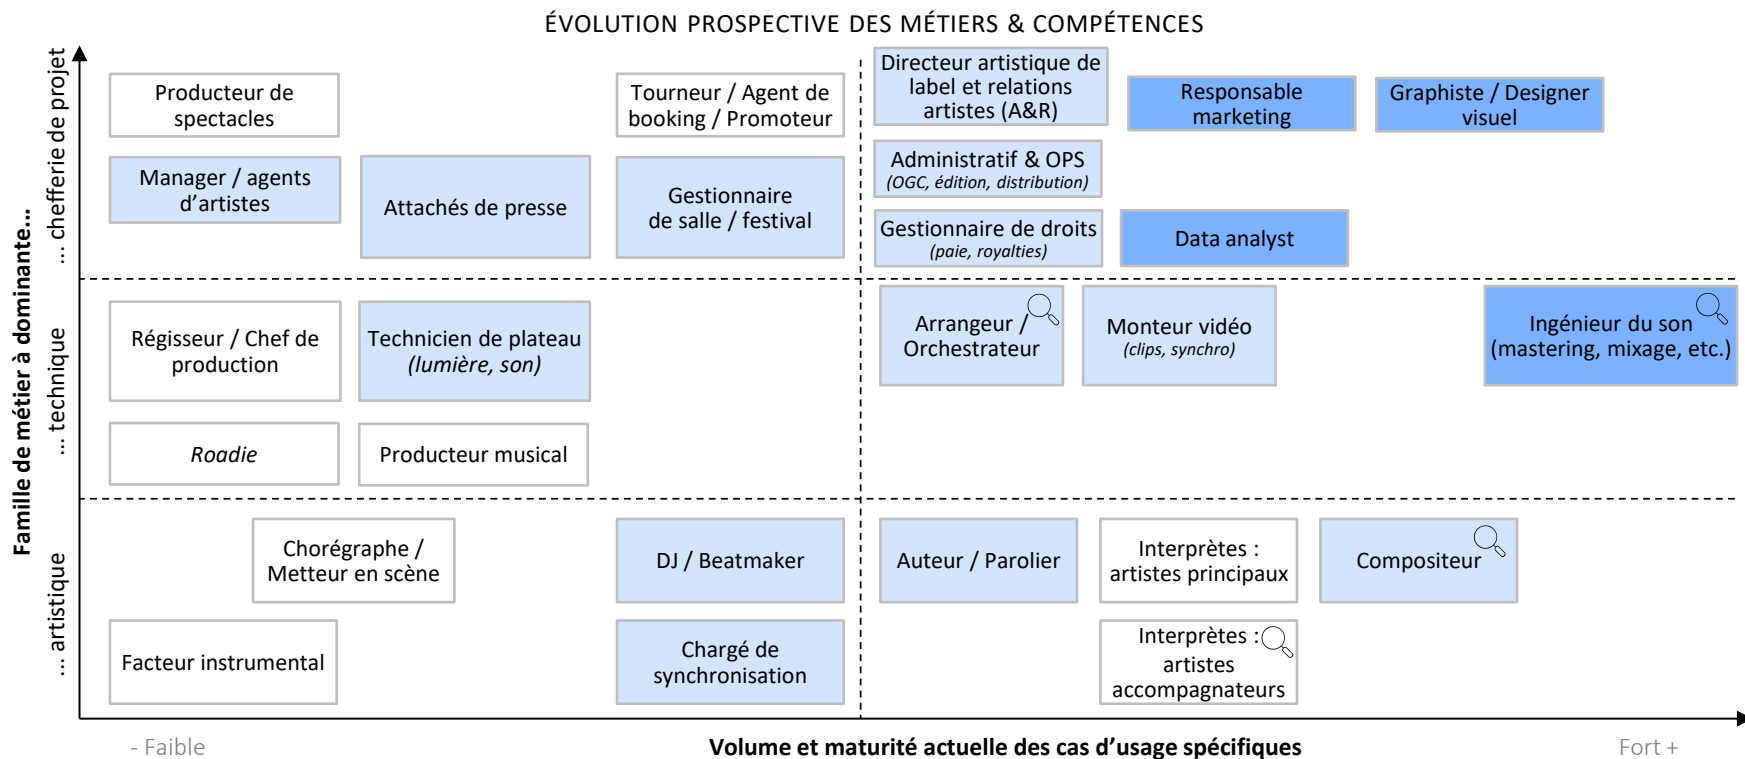 ÉVOLUTION PROSPECTIVE DES MÉTIERS & COMPÉTENCES
Famille de métier à dominante...
... chefferie de projet
Producteur de
spectacles
Tourneur / Agent de
booking / Promoteur
Directeur artistique de
label et relations
artistes (A&R)
Responsable
marketing
Graphiste / Designer
visuel
Manager / agents
d'artistes
Attachés de presse
Gestionnaire
de salle / festival
Administratif & OPS
(OGC, édition, distribution)
Gestionnaire de droits
(paie, royalties)
Data analyst
... technique
Régisseur / Chef de
production
Technicien de plateau
(lumière, son)
Arrangeur /
Orchestrateur
Monteur vidéo
(clips, synchro)
Ingénieur du son
(mastering, mixage, etc.)
Roadie
Producteur musical
... artistique
Chorégraphe /
Metteur en scène
DJ / Beatmaker
Auteur / Parolier
Interprètes :
artistes principaux
Compositeur
Facteur instrumental
Chargé de
synchronisation
Interprètes :
artistes
accompagnateurs
- Faible
Volume et maturité actuelle des cas d'usage spécifiques
Fort +